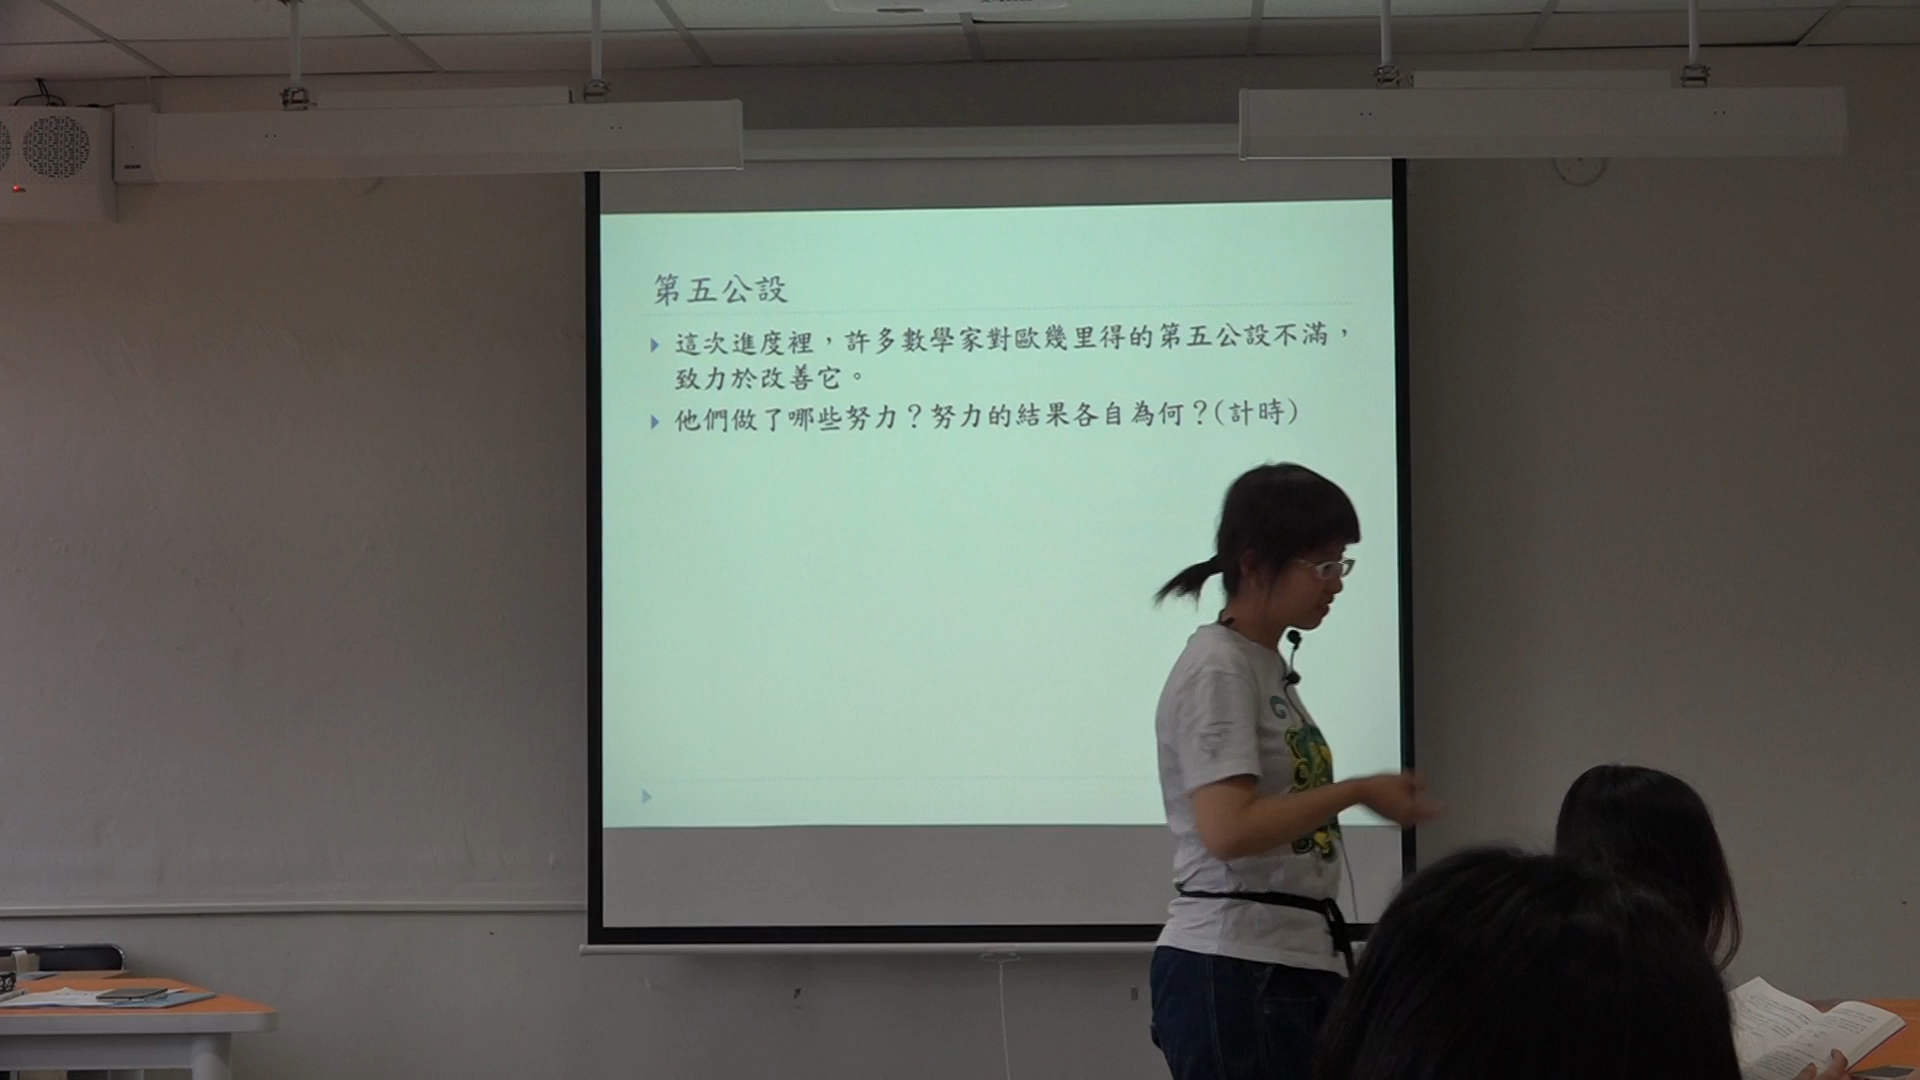 第五公設
這次進度裡，許多數學家對歐幾里得的第五公設不滿，
致力於改善它。
他們做了哪些努力？努力的結果各自為何？(計時)